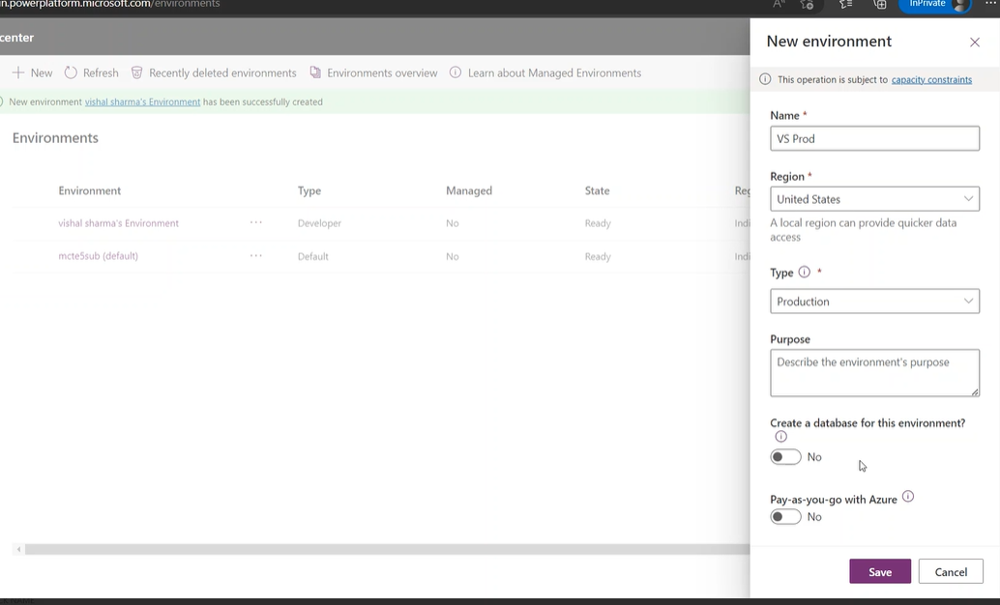 n.powerplatform.microsoft.com/environments
InPrivate
center
New
Refresh
Recently deleted environments
Environments overview
Learn about Managed Environments
New environment vishal sharma's Environment has been successfully created
Environments
Environment Type Managed State Reg
vishal sharma's Environment ... Developer No Ready Indi
mcte5sub (default) ... Default No Ready Indi
New environment
This operation is subject to capacity constraints
Name *
VS Prod
Region *
United States
A local region can provide quicker data
access
Type *
Production
Purpose
Describe the environment's purpose
Create a database for this environment?
No
Pay-as-you-go with Azure
No
Save
Cancel